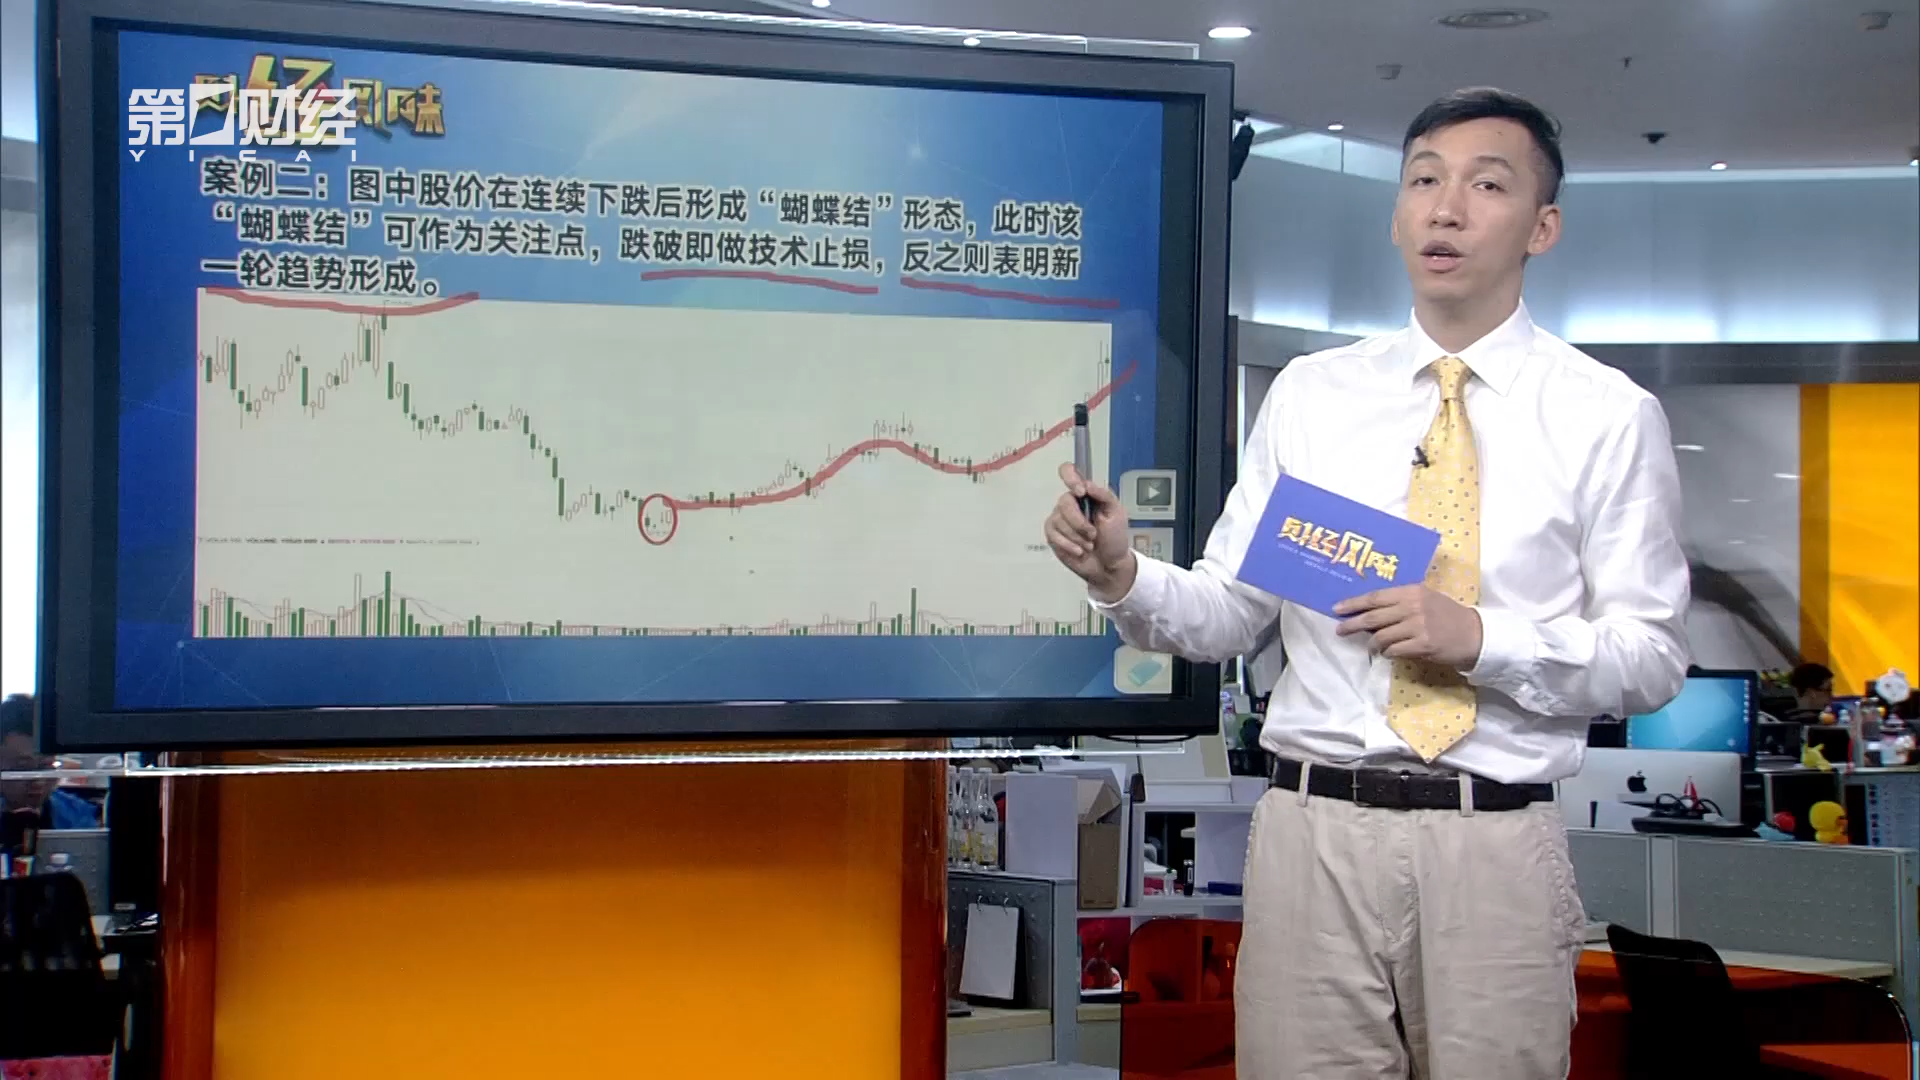 第一财经
YICAI
财经风味
案例二：图中股价在连续下跌后形成“蝴蝶结”形态，此时该
“蝴蝶结”可作为关注点，跌破即做技术止损，反之则表明新
一轮趋势形成。
财经风味